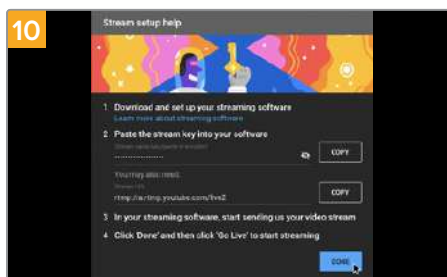 10
Stream setup help
1 Download and set up your streaming software
Learn more about streaming software
2 Paste the stream key into your software
COPY
You may also need:
Stream URL
rtmp://a.rtmp.youtube.com/live2
COPY
3 In your streaming software, start sending us your video stream
4 Click 'Done' and then click 'Go Live' to start streaming
DONE